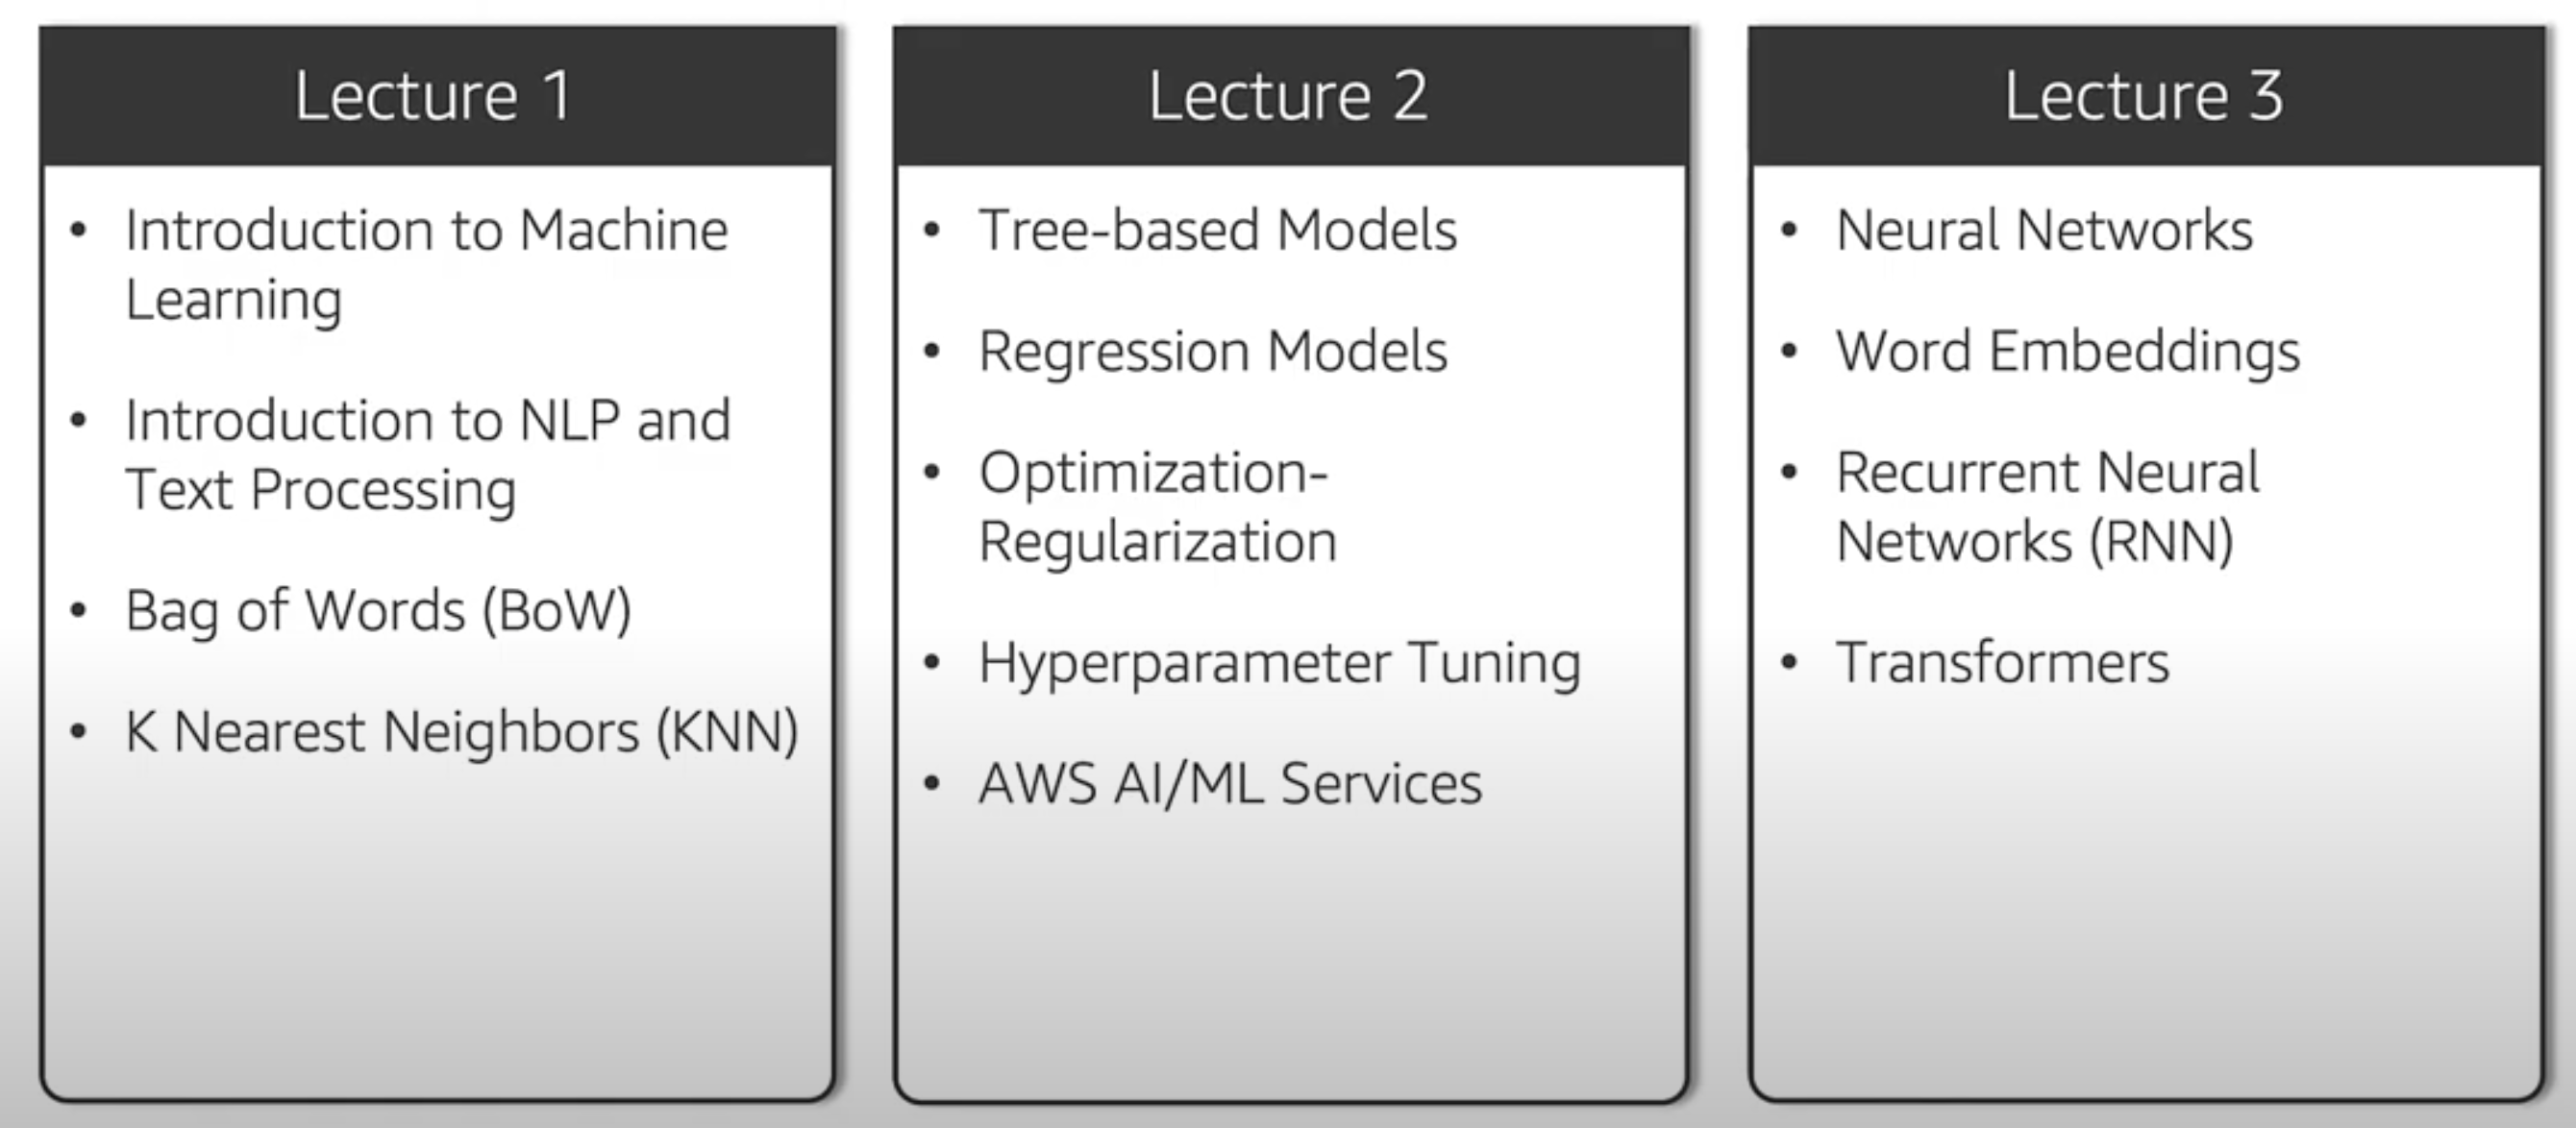 Lecture 1
• Introduction to Machine
Learning
• Introduction to NLP and
Text Processing
• Bag of Words (BoW)
• K Nearest Neighbors (KNN)
Lecture 2
• Tree-based Models
• Regression Models
• Optimization-
Regularization
• Hyperparameter Tuning
• AWS AI/ML Services
Lecture 3
• Neural Networks
• Word Embeddings
• Recurrent Neural
Networks (RNN)
• Transformers